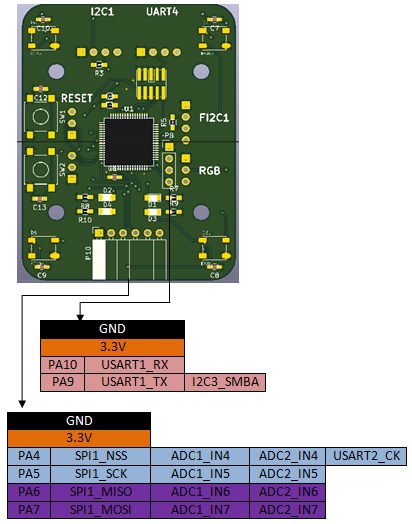 I2C1 UART4
C10 C7
R3
C12 RESET
SW1 U1 R5 FI2C1
P8
SW2 RGB
C13 D2 R7
R8 D4 D1 R9
R10 D3
P10
C9 C8
GND
3.3V
PA10 USART1_RX
PA9 USART1_TX I2C3_SMBA
GND
3.3V
PA4 SPI1_NSS ADC1_IN4 ADC2_IN4 USART2_CK
PA5 SPI1_SCK ADC1_IN5 ADC2_IN5
PA6 SPI1_MISO ADC1_IN6 ADC2_IN6
PA7 SPI1_MOSI ADC1_IN7 ADC2_IN7